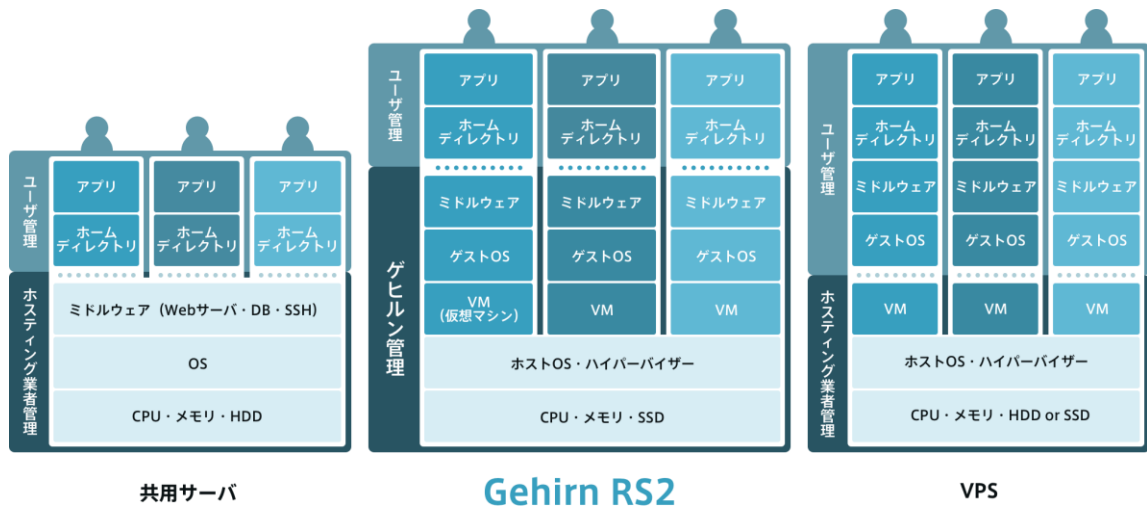 ユーザ管理
アプリ
アプリ
アプリ
ホーム
ディレクトリ
ホーム
ディレクトリ
ホーム
ディレクトリ
ホスティング業者管理
ミドルウェア（Webサーバ・DB・SSH）
OS
CPU・メモリ・HDD
共用サーバ
ユーザ管理
アプリ
アプリ
アプリ
ホーム
ディレクトリ
ホーム
ディレクトリ
ホーム
ディレクトリ
ゲヒルン管理
ミドルウェア
ミドルウェア
ミドルウェア
ゲストOS
ゲストOS
ゲストOS
VM
（仮想マシン）
VM
VM
ホストOS・ハイパーバイザー
CPU・メモリ・SSD
Gehirn RS2
ユーザ管理
アプリ
アプリ
アプリ
ホーム
ディレクトリ
ホーム
ディレクトリ
ホーム
ディレクトリ
ミドルウェア
ミドルウェア
ミドルウェア
ゲストOS
ゲストOS
ゲストOS
ホスティング業者管理
VM
VM
VM
ホストOS・ハイパーバイザー
CPU・メモリ・HDD or SSD
VPS